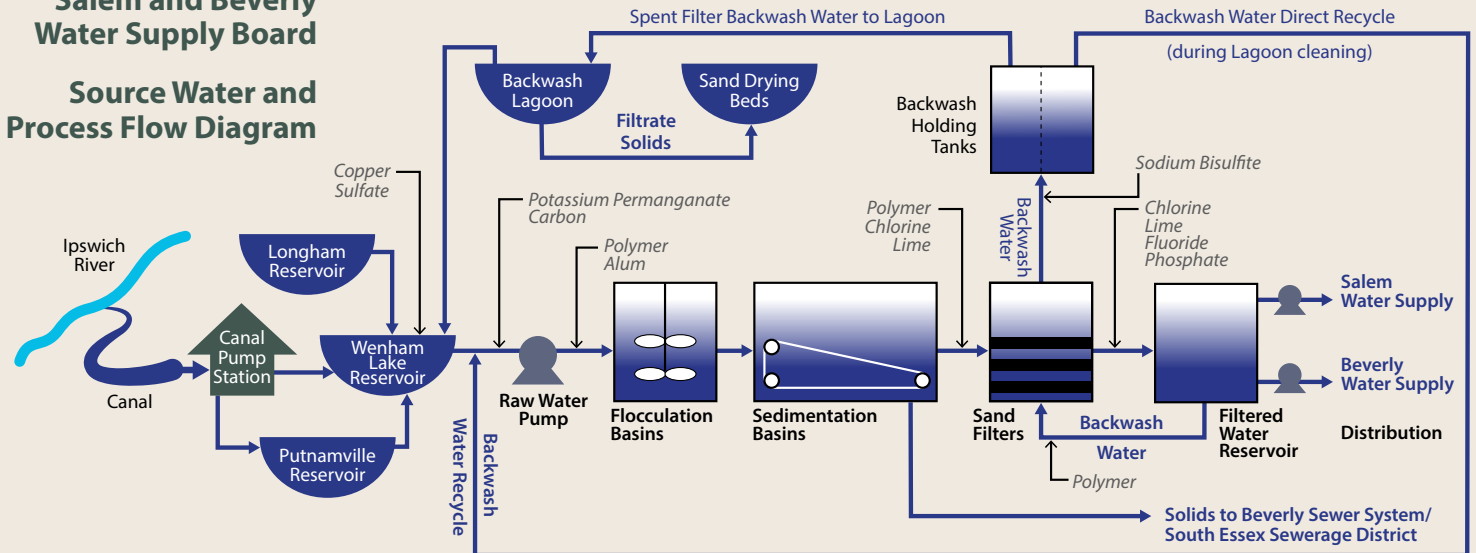 Salem and Beverly
Water Supply Board
Source Water and
Process Flow Diagram
Spent Filter Backwash Water to Lagoon
Backwash Water Direct Recycle
(during Lagoon cleaning)
Backwash
Lagoon
Sand Drying
Beds
Filtrate
Solids
Backwash
Holding
Tanks
Copper
Sulfate
Potassium Permanganate
Carbon
Polymer
Alum
Polymer
Chlorine
Lime
Backwash
Water
Sodium Bisulfite
Chlorine
Lime
Fluoride
Phosphate
Ipswich
River
Longham
Reservoir
Canal
Pump
Station
Canal
Wenham
Lake
Reservoir
Putnamville
Reservoir
Backwash
Water Recycle
Raw Water
Pump
Flocculation
Basins
Sedimentation
Basins
Sand
Filters
Backwash
Water
Polymer
Filtered
Water
Reservoir
Salem
Water Supply
Beverly
Water Supply
Distribution
Solids to Beverly Sewer System/
South Essex Sewerage District